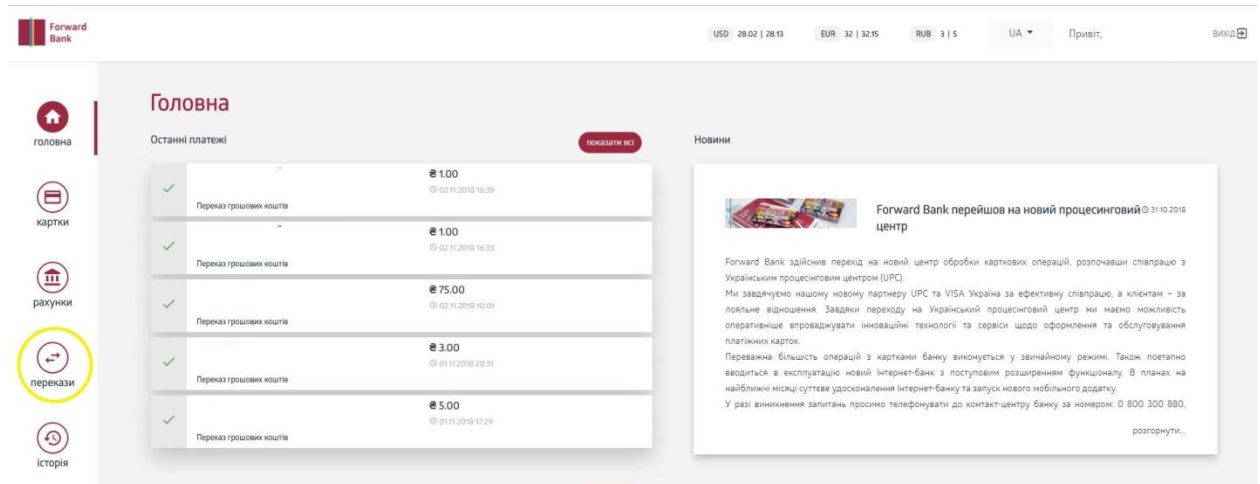 Forward
Bank
USD 28.02 | 28.13 EUR 32 | 32.15 RUB 3 | 5 UA Привіт, ВИХІД
головна
картки
рахунки
перекази
історія
Головна
Останні платежі показати всі
₴ 1.00
02.11.2018 16:39
Переказ грошових коштів
₴ 1.00
02.11.2018 16:33
Переказ грошових коштів
₴ 75.00
02.11.2018 10:01
Переказ грошових коштів
₴ 3.00
01.11.2018 20:51
Переказ грошових коштів
₴ 5.00
01.11.2018 17:29
Переказ грошових коштів
Новини
Forward Bank перейшов на новий процесинговий 31.10.2018
центр
Forward Bank здійснив перехід на новий центр обробки карткових операцій, розпочавши співпрацю з
Українським процесінговим центром (UPC).
Ми завдячуємо нашому новому партнеру UPC та VISA Україна за ефективну співпрацю, а клієнтам – за
лояльне відношення. Завдяки переходу на Український процесінговий центр ми маємо можливість
оперативніше впроваджувати інноваційні технології та сервіси щодо оформлення та обслуговування
платіжних карток.
Переважна більшість операцій з картками банку виконується у звичайному режимі. Також поетапно
вводиться в експлуатацію новий Інтернет-банк з поступовим розширенням функціоналу. В планах на
найближчі місяці суттєве удосконалення Інтернет-банку та запуск нового мобільного додатку.
У разі виникнення запитань просимо телефонувати до контакт-центру банку за номером: 0 800 300 880,
розгорнути...